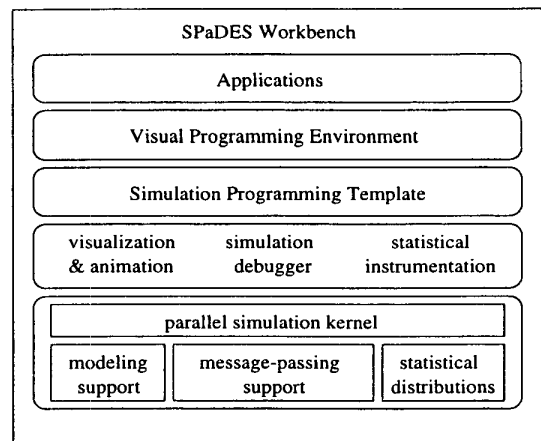 SPaDES Workbench
Applications
Visual Programming Environment
Simulation Programming Template
visualization simulation statistical
& animation debugger instrumentation
parallel simulation kernel
modeling message-passing statistical
support support distributions